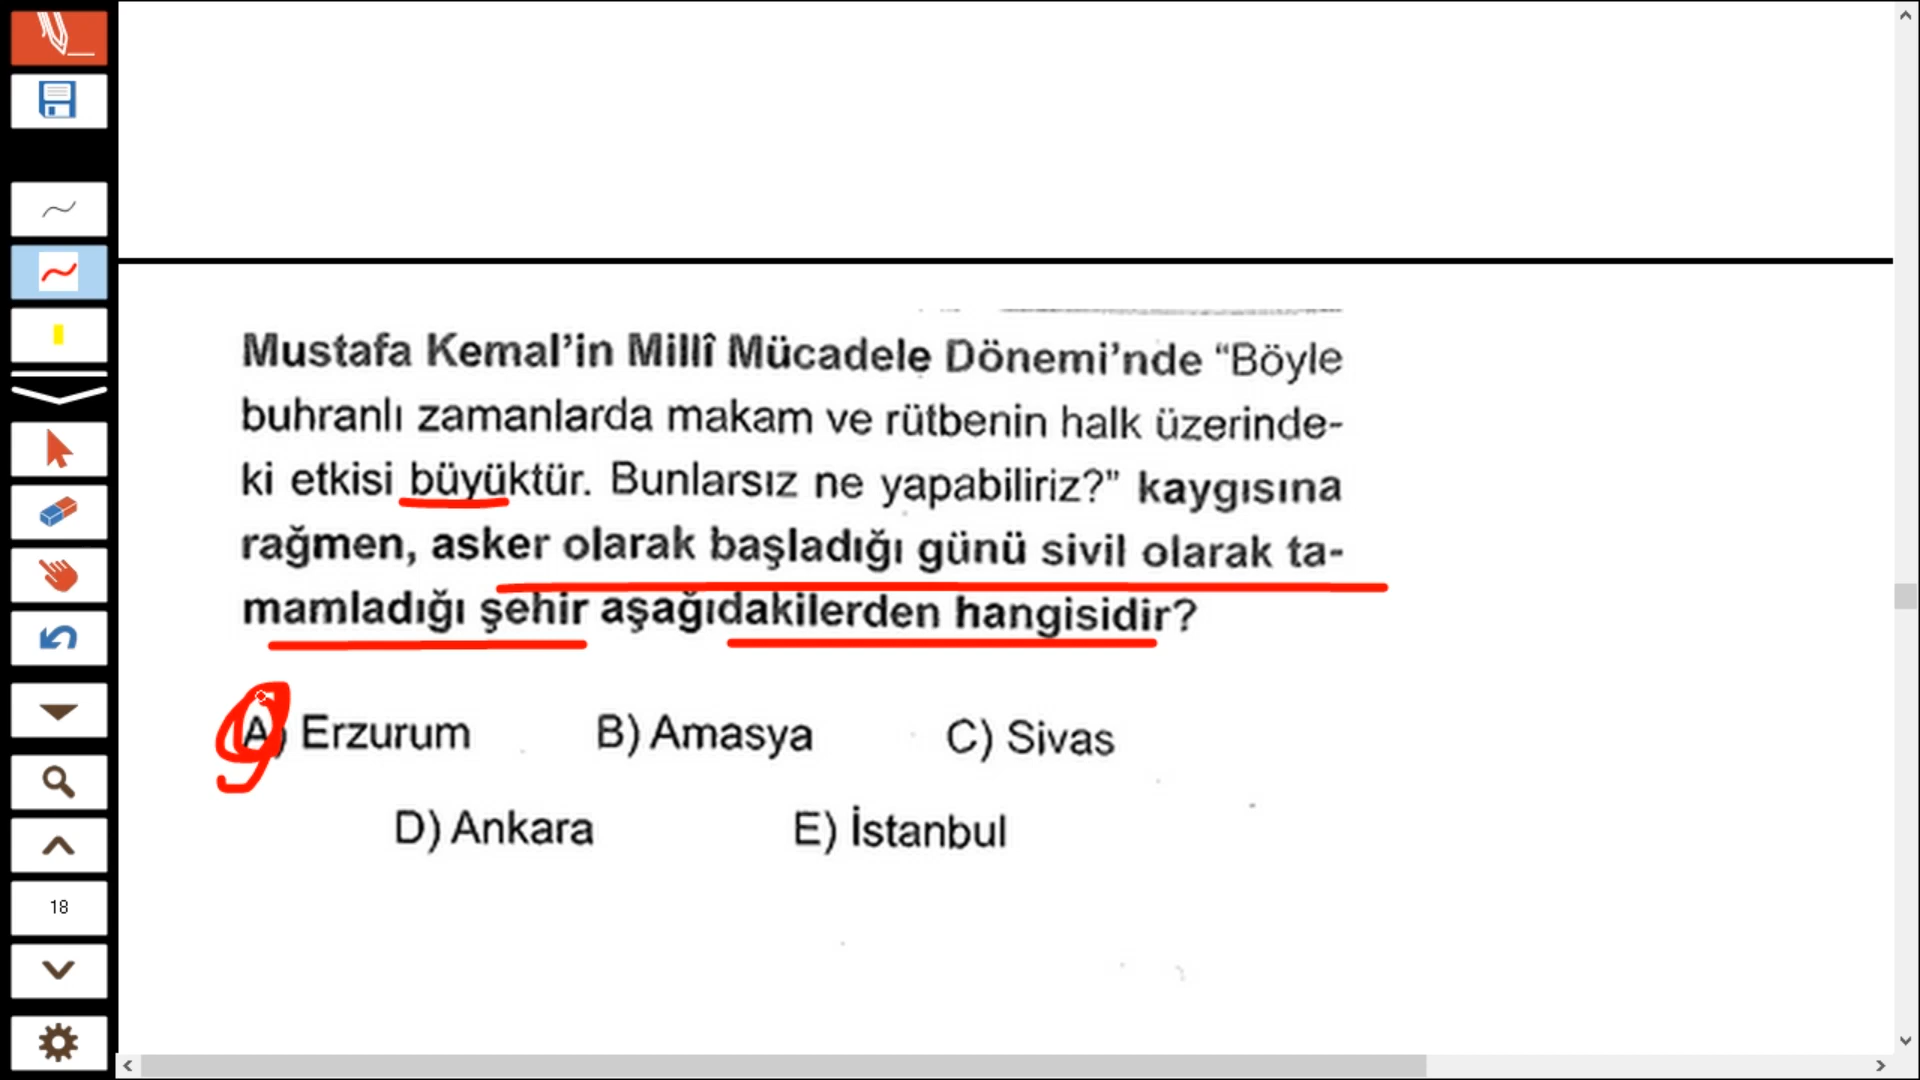 Mustafa Kemal’in Millî Mücadele Dönemi’nde “Böyle
buhranlı zamanlarda makam ve rütbenin halk üzerinde-
ki etkisi büyüktür. Bunlarsız ne yapabiliriz?” kaygısına
rağmen, asker olarak başladığı günü sivil olarak ta-
mamladığı şehir aşağıdakilerden hangisidir?
A) Erzurum B) Amasya C) Sivas
D) Ankara E) İstanbul
18